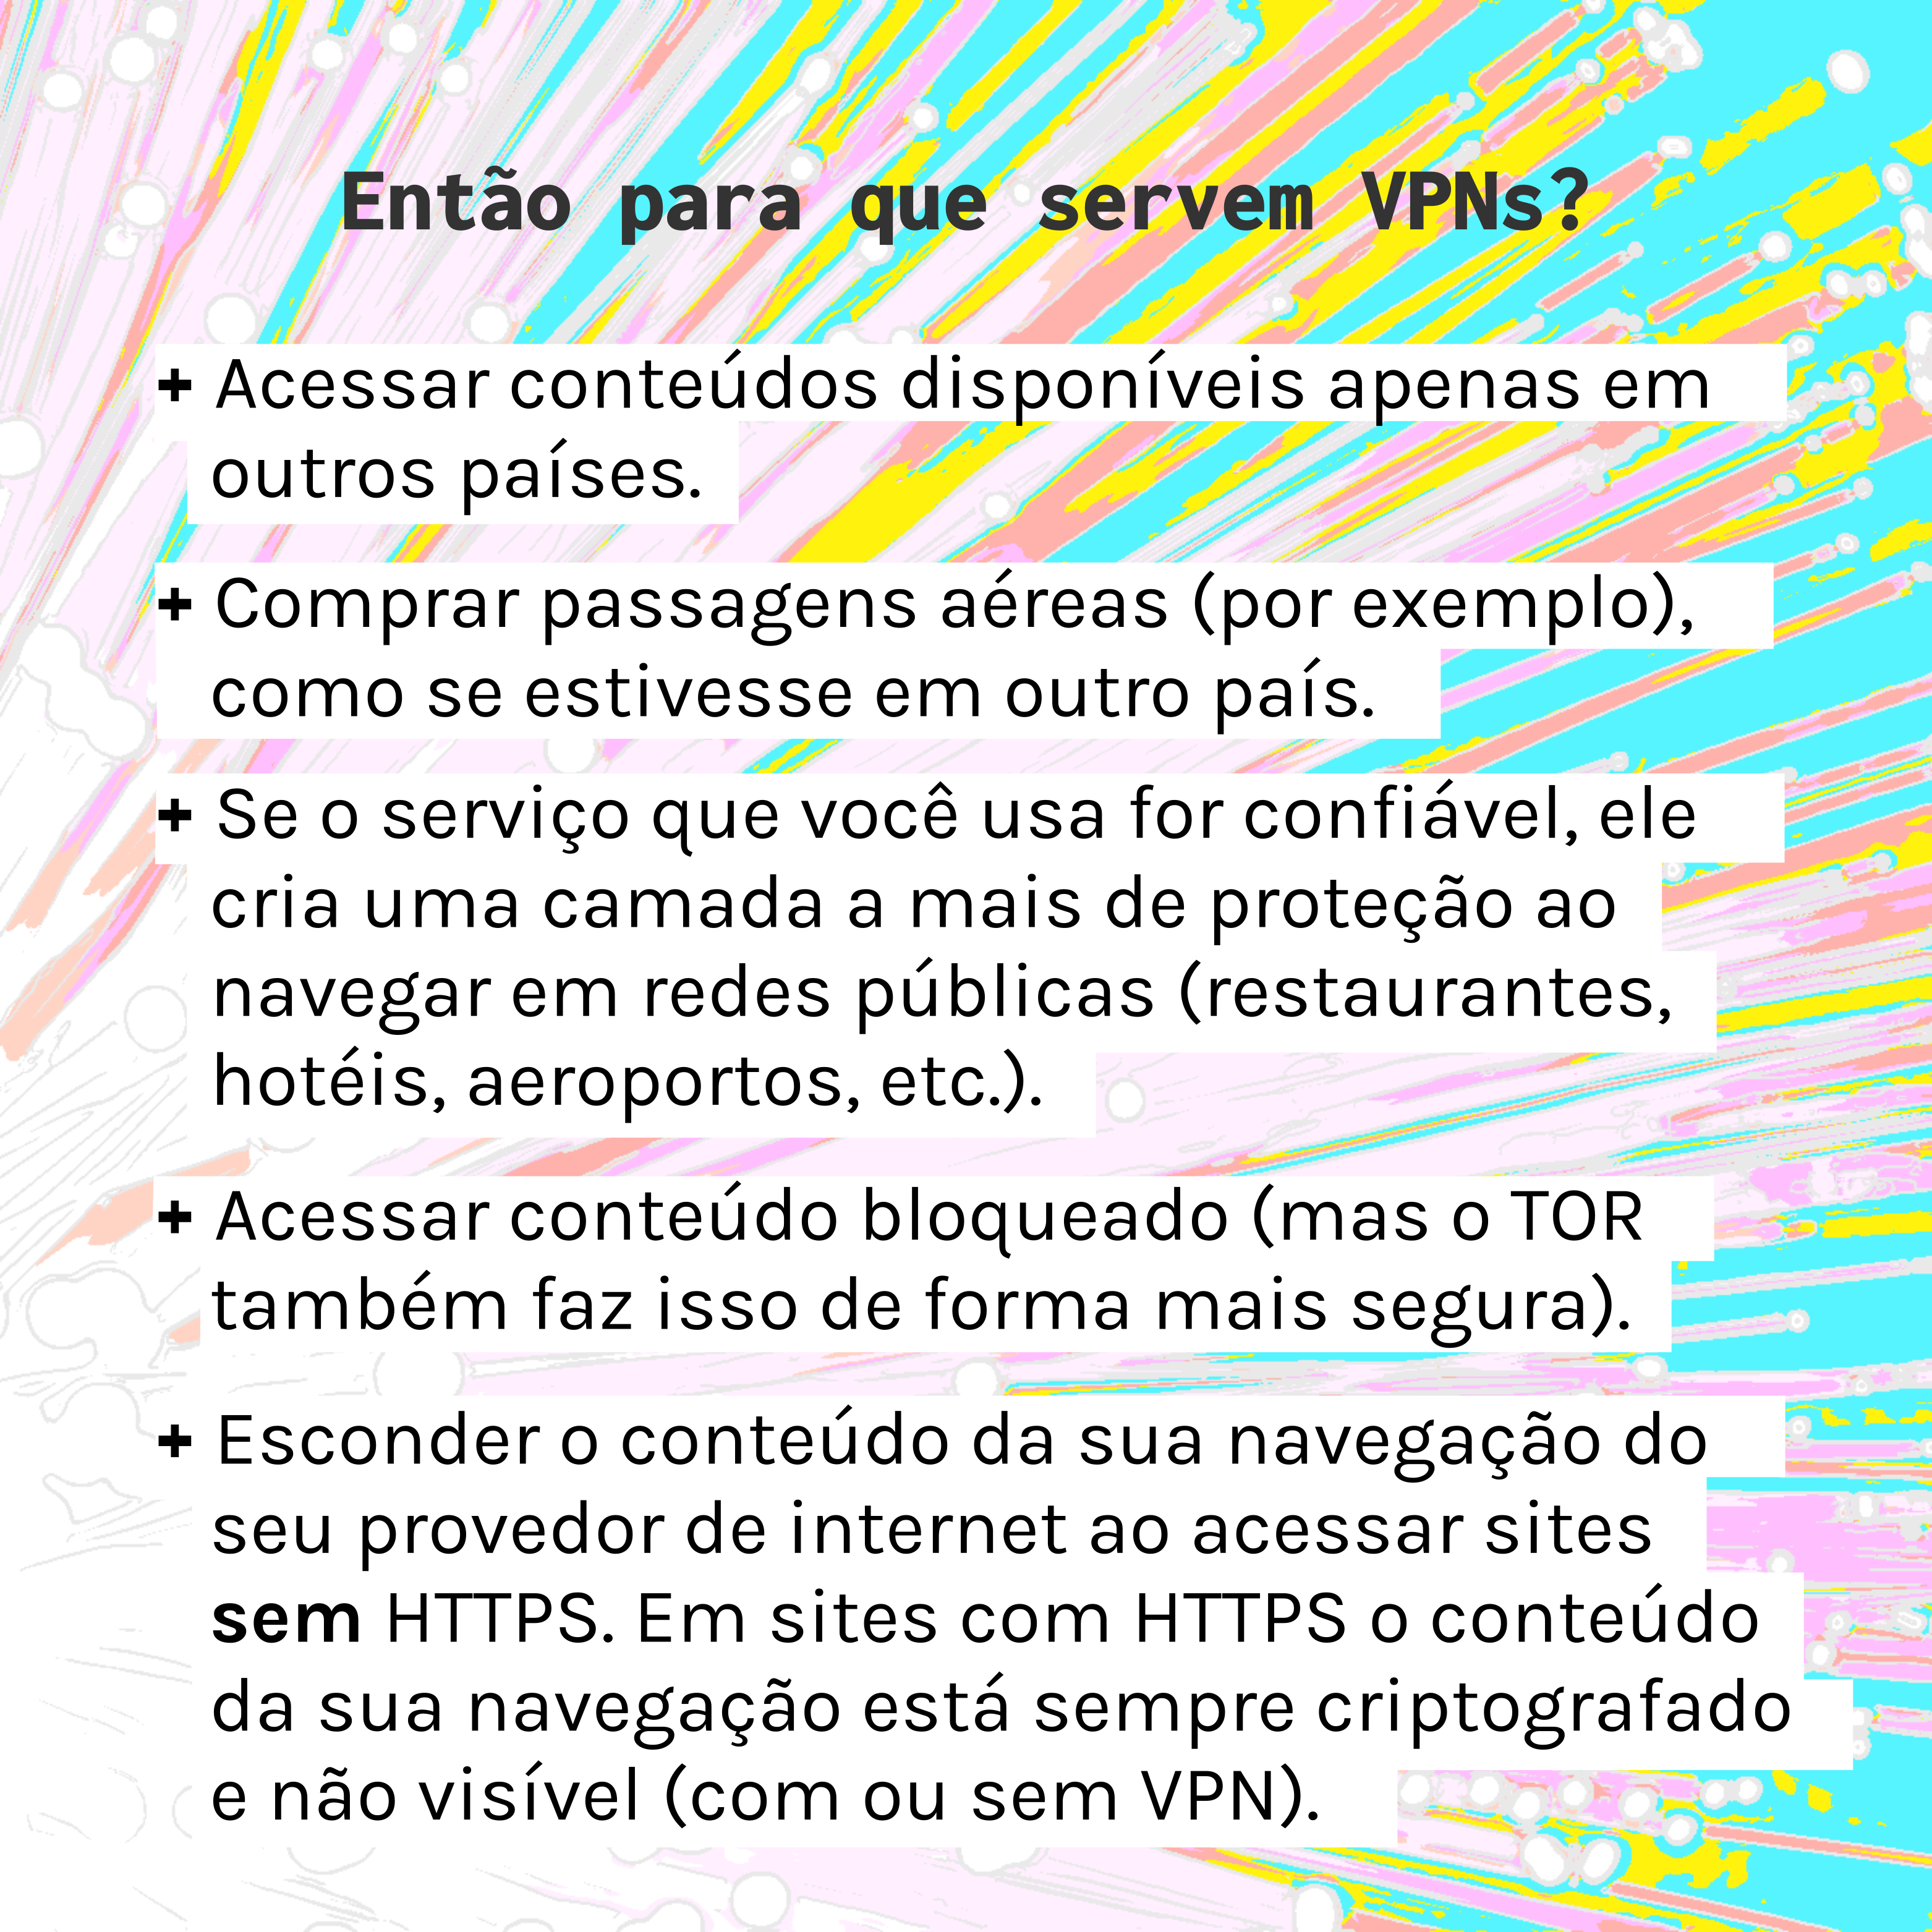 Então para que servem VPNs?
+ Acessar conteúdos disponíveis apenas em
outros países.
+ Comprar passagens aéreas (por exemplo),
como se estivesse em outro país.
+ Se o serviço que você usa for confiável, ele
cria uma camada a mais de proteção ao
navegar em redes públicas (restaurantes,
hotéis, aeroportos, etc.).
+ Acessar conteúdo bloqueado (mas o TOR
também faz isso de forma mais segura).
+ Esconder o conteúdo da sua navegação do
seu provedor de internet ao acessar sites
sem HTTPS. Em sites com HTTPS o conteúdo
da sua navegação está sempre criptografado
e não visível (com ou sem VPN).